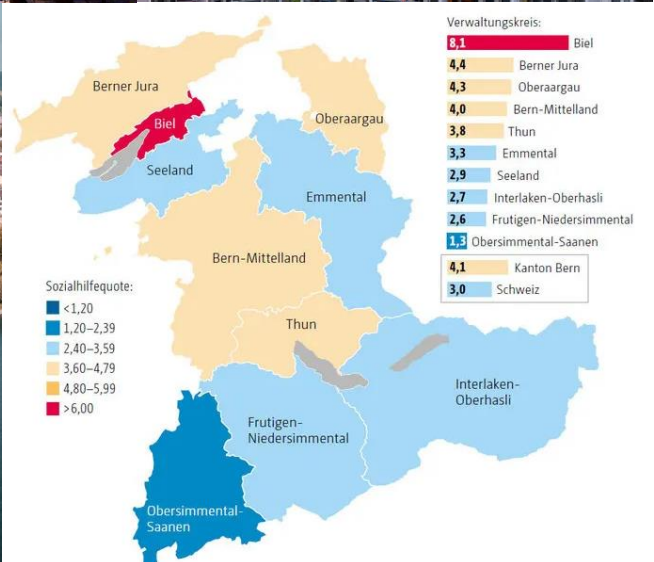 Verwaltungskreis:
8,1 Biel
4,4 Berner Jura
4,3 Oberaargau
4,0 Bern-Mittelland
3,8 Thun
3,3 Emmental
2,9 Seeland
2,7 Interlaken-Oberhasli
2,6 Frutigen-Niedersimmental
1,3 Obersimmental-Saanen
4,1 Kanton Bern
3,0 Schweiz
Berner Jura
Biel
Seeland
Oberaargau
Emmental
Bern-Mittelland
Thun
Interlaken-
Oberhasli
Frutigen-
Niedersimmental
Obersimmental-
Saanen
Sozialhilfequote:
<1,20
1,20–2,39
2,40–3,59
3,60–4,79
4,80–5,99
>6,00